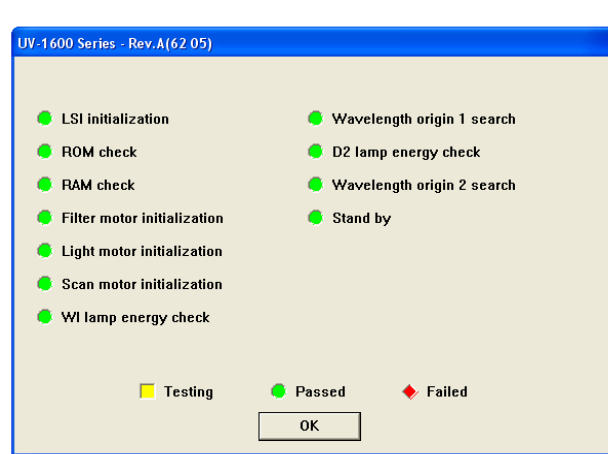 UV-1600 Series - Rev.A(62 05)
LSI initialization
ROM check
RAM check
Filter motor initialization
Light motor initialization
Scan motor initialization
WI lamp energy check
Wavelength origin 1 search
D2 lamp energy check
Wavelength origin 2 search
Stand by
Testing
Passed
Failed
OK